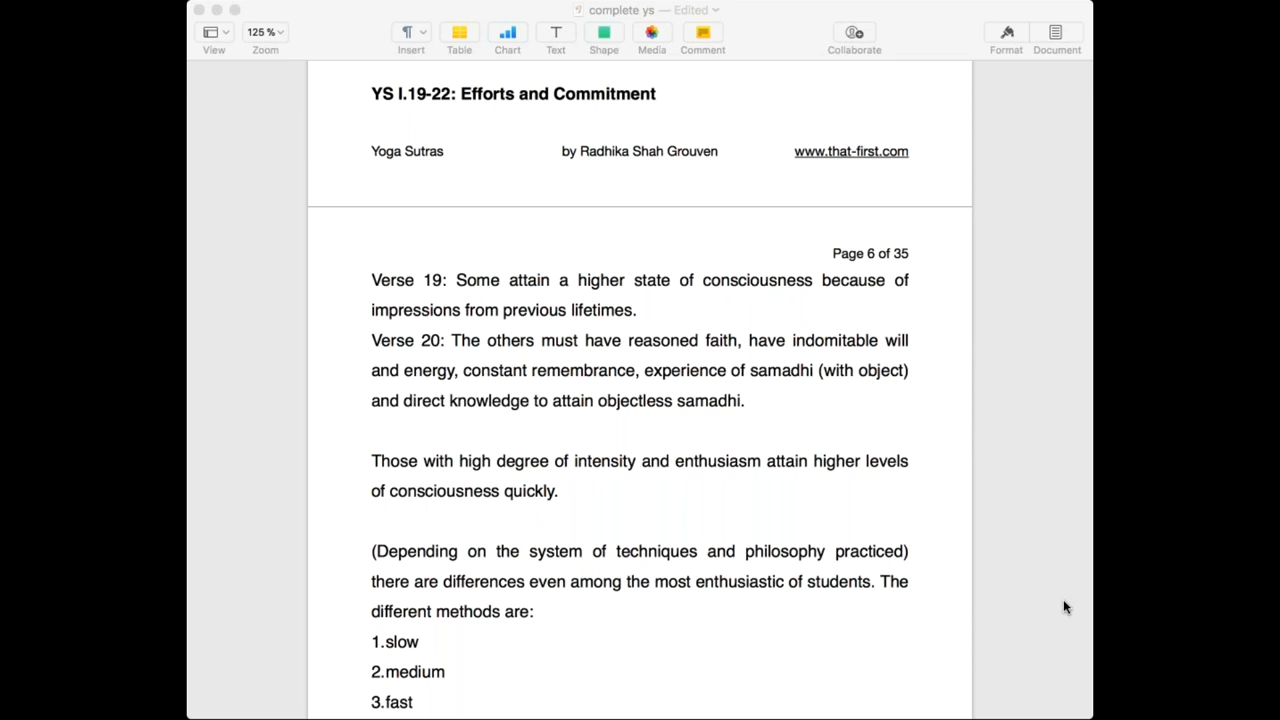 complete ys — Edited
125 %
View
Zoom
Insert
Table
Chart
Text
Shape
Media
Comment
Collaborate
Format
Document
YS I.19-22: Efforts and Commitment
Yoga Sutras by Radhika Shah Grouven www.that-first.com
Page 6 of 35
Verse 19: Some attain a higher state of consciousness because of
impressions from previous lifetimes.
Verse 20: The others must have reasoned faith, have indomitable will
and energy, constant remembrance, experience of samadhi (with object)
and direct knowledge to attain objectless samadhi.
Those with high degree of intensity and enthusiasm attain higher levels
of consciousness quickly.
(Depending on the system of techniques and philosophy practiced)
there are differences even among the most enthusiastic of students. The
different methods are:
1.slow
2.medium
3.fast